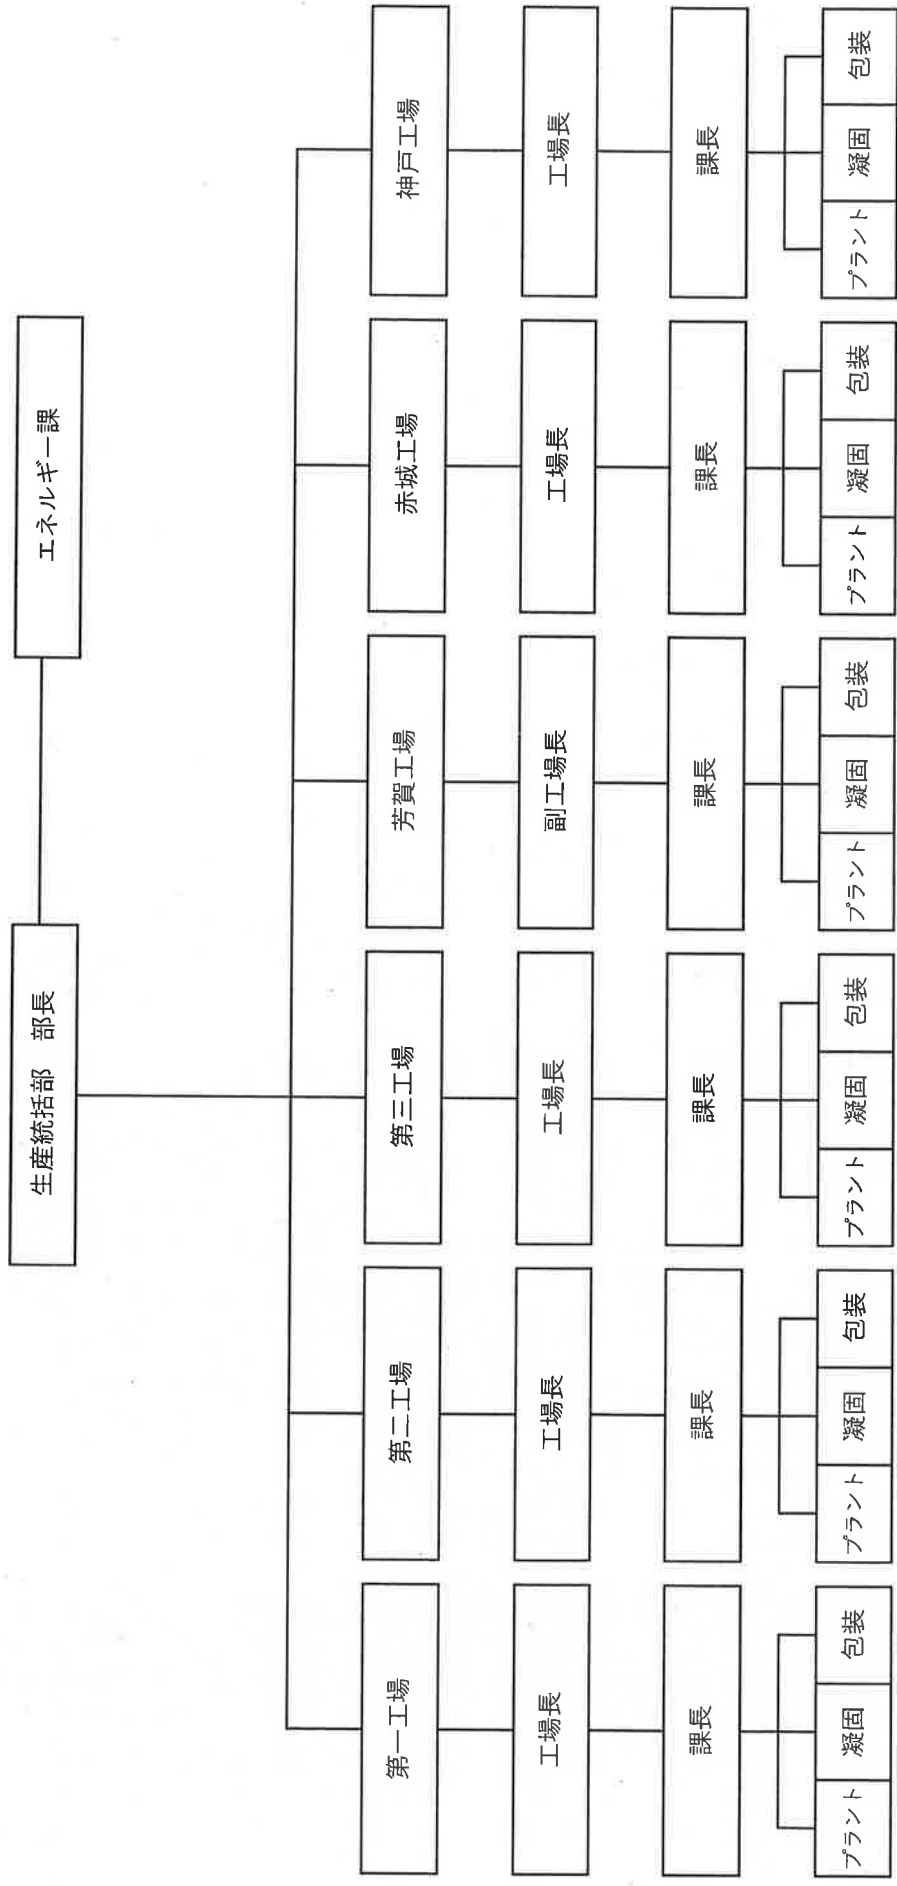 生産統括部　部長
エネルギー課
第一工場
第二工場
第三工場
芳賀工場
赤城工場
神戸工場
工場長
工場長
工場長
副工場長
工場長
工場長
課長
課長
課長
課長
課長
課長
プラント
凝固
包装
プラント
凝固
包装
プラント
凝固
包装
プラント
凝固
包装
プラント
凝固
包装
プラント
凝固
包装